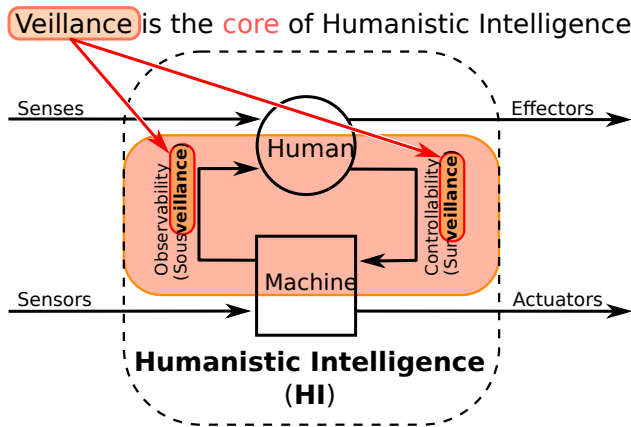 Veillance is the core of Humanistic Intelligence
Senses
Effectors
Human
Observability
(Sousveillance)
Controllability
(Surveillance)
Machine
Sensors
Actuators
Humanistic Intelligence
(HI)